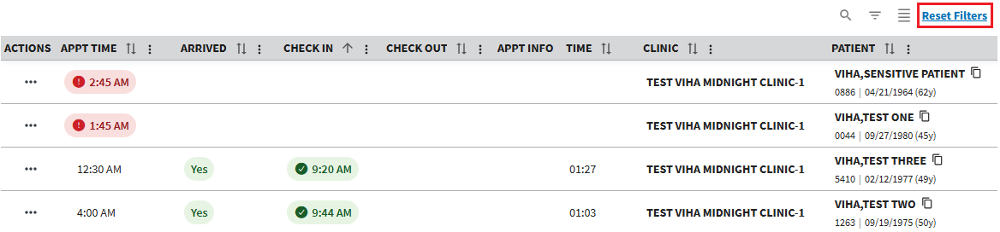 Reset Filters
ACTIONS APPT TIME ARRIVED CHECK IN CHECK OUT APPT INFO TIME CLINIC PATIENT
2:45 AM TEST VIHA MIDNIGHT CLINIC-1 VIHA,SENSITIVE PATIENT
0886 | 04/21/1964 (62y)
1:45 AM TEST VIHA MIDNIGHT CLINIC-1 VIHA,TEST ONE
0044 | 09/27/1980 (45y)
12:30 AM Yes 9:20 AM 01:27 TEST VIHA MIDNIGHT CLINIC-1 VIHA,TEST THREE
5410 | 02/12/1977 (49y)
4:00 AM Yes 9:44 AM 01:03 TEST VIHA MIDNIGHT CLINIC-1 VIHA,TEST TWO
1263 | 09/19/1975 (50y)